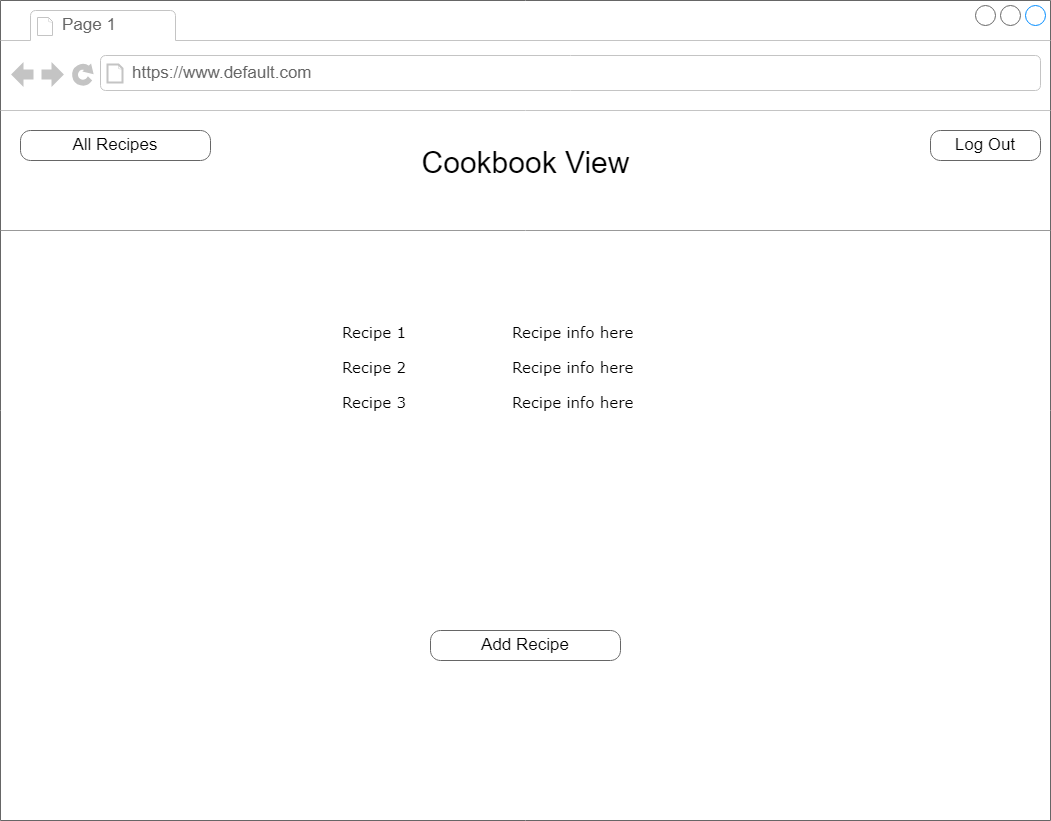 Page 1
https://www.default.com
All Recipes
Cookbook View
Log Out
Recipe 1 Recipe info here
Recipe 2 Recipe info here
Recipe 3 Recipe info here
Add Recipe